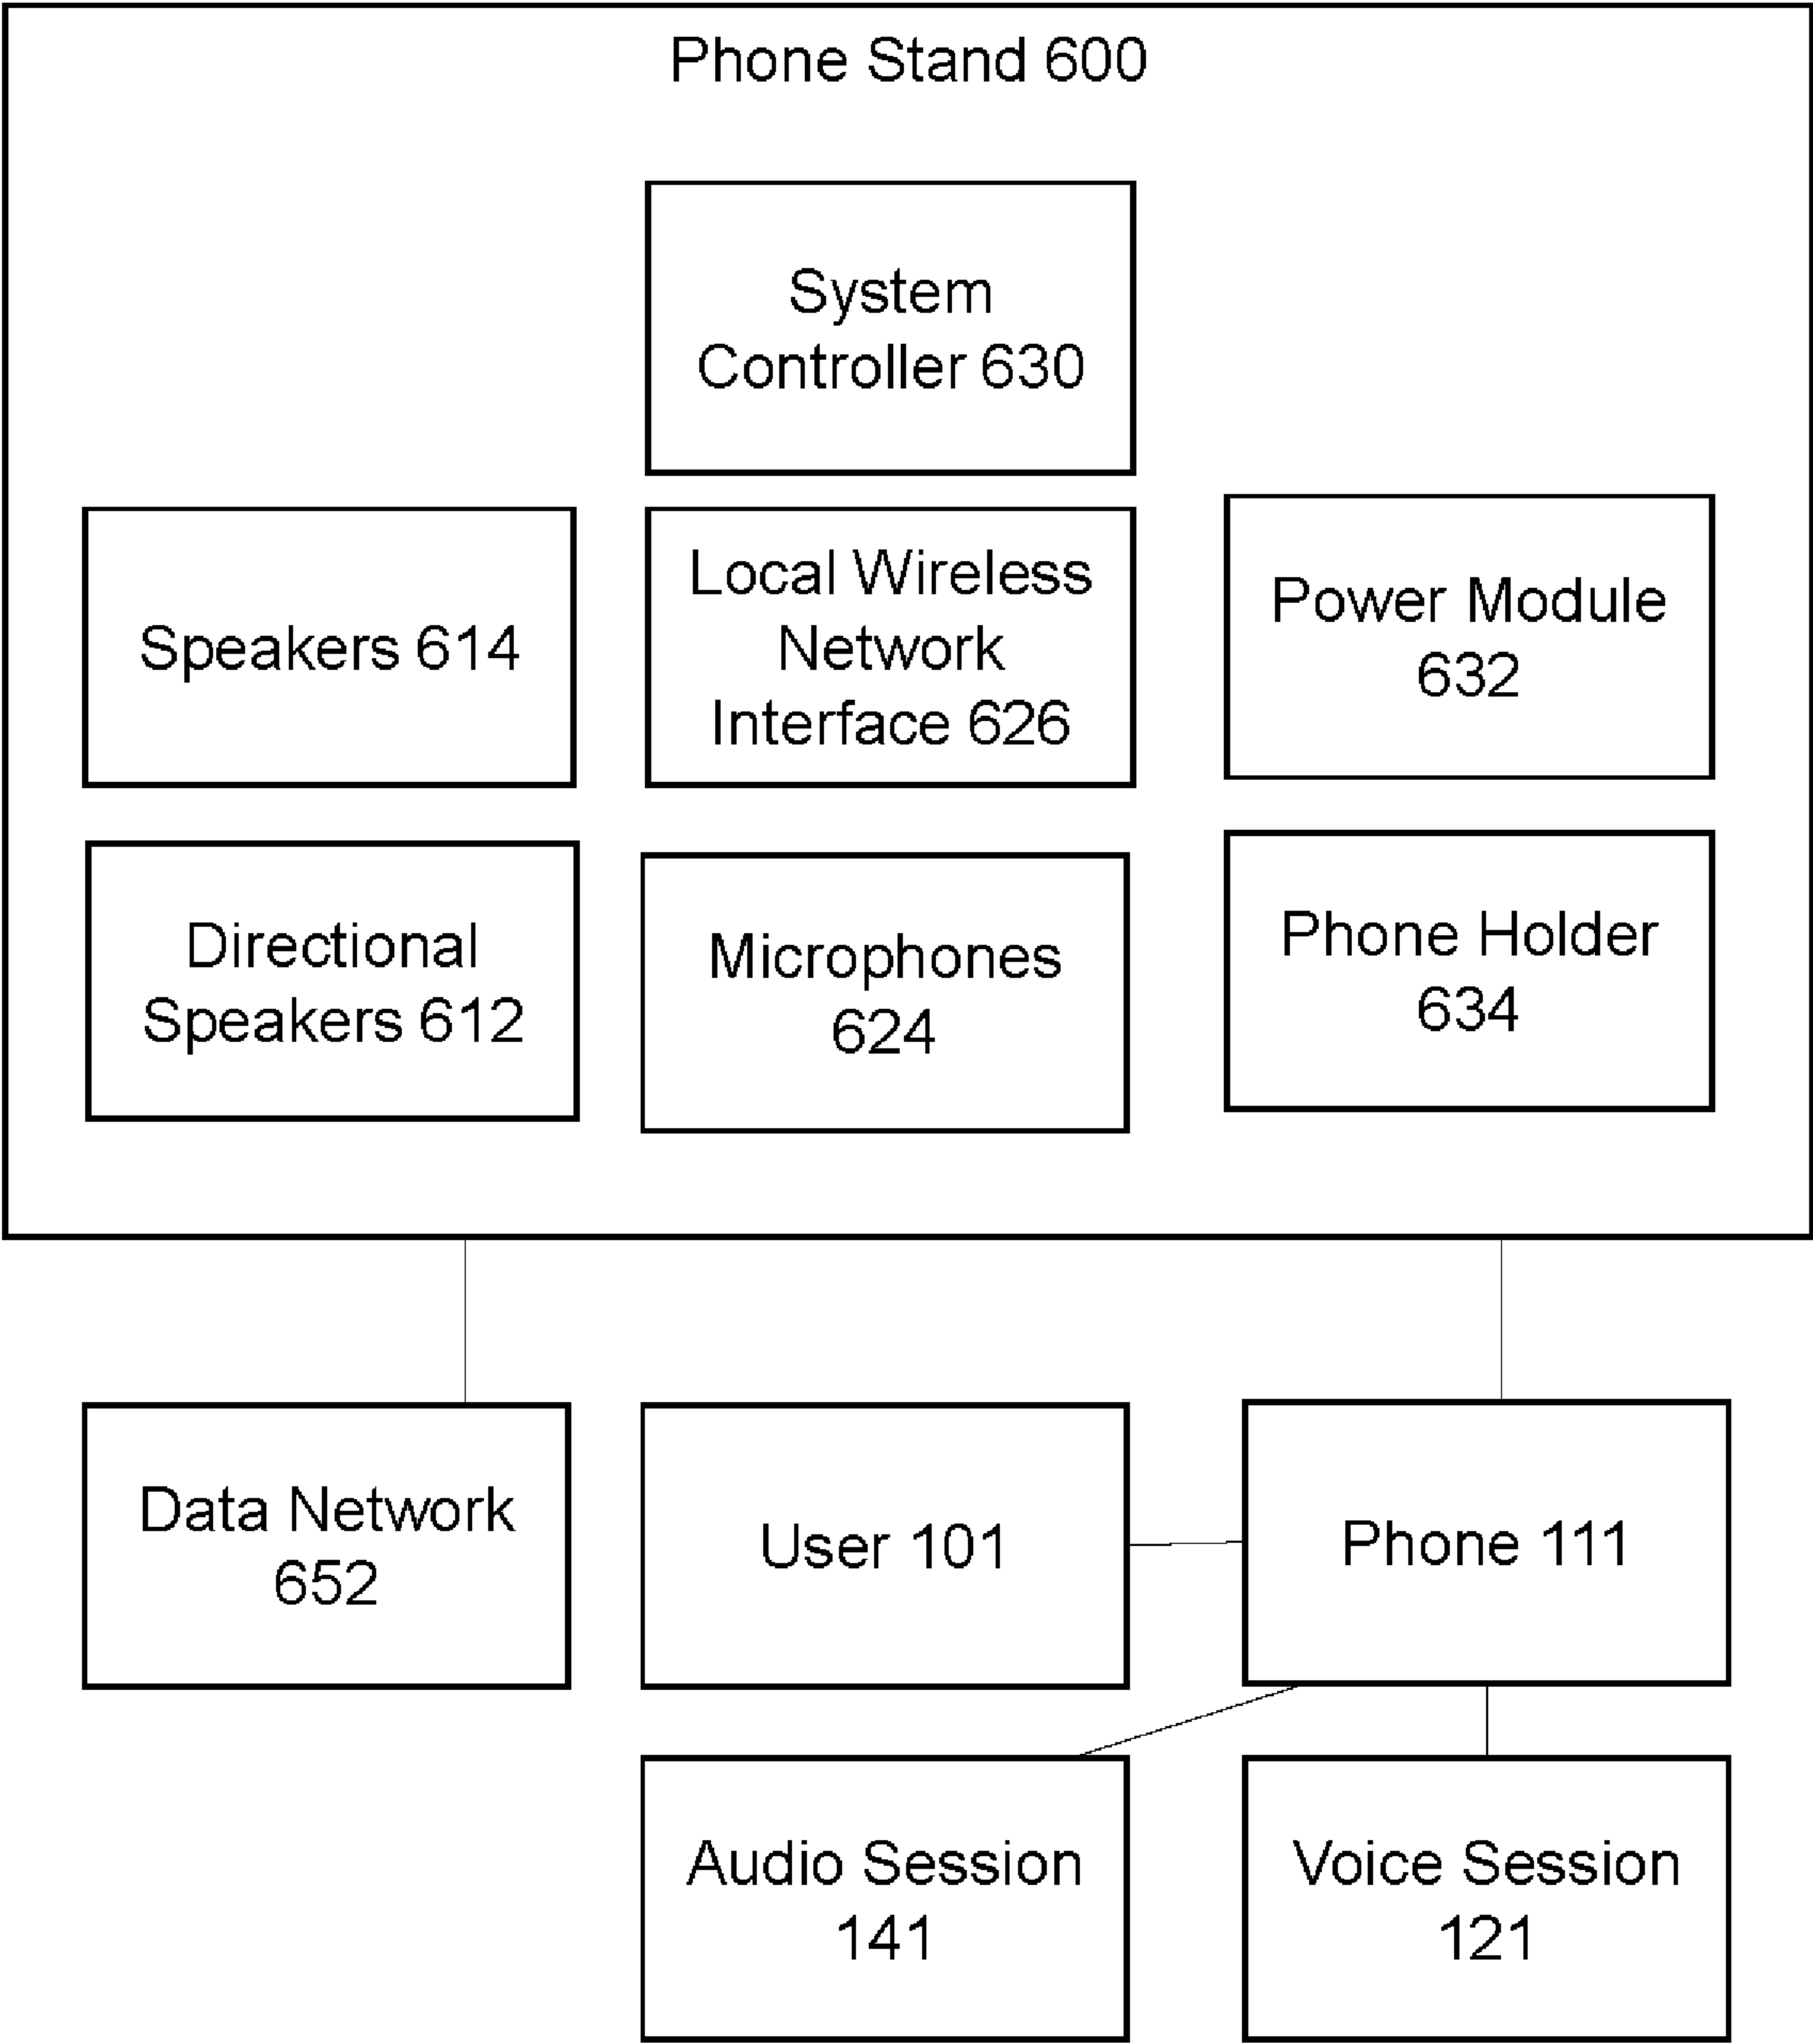 Phone Stand 600
System
Controller 630
Speakers 614
Local Wireless
Network
Interface 626
Power Module
632
Directional
Speakers 612
Microphones
624
Phone Holder
634
Data Network
652
User 101
Phone 111
Audio Session
141
Voice Session
121